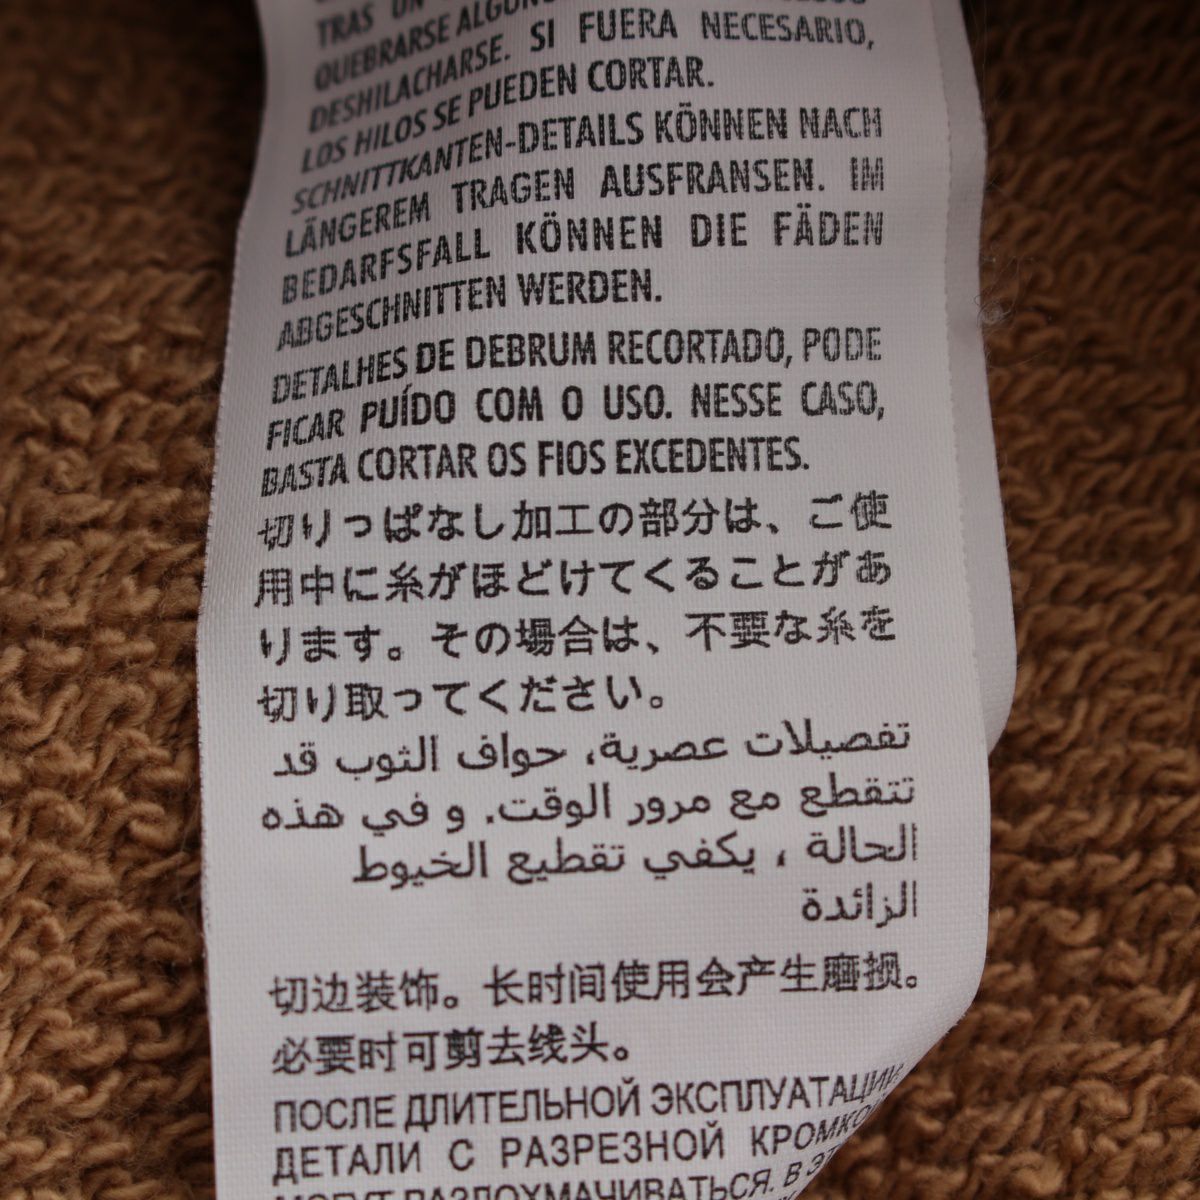 TRAS UN
QUEBRARSE ALGUNOS
DESHILACHARSE. SI FUERA NECESARIO,
LOS HILOS SE PUEDEN CORTAR.
SCHNITTKANTEN-DETAILS KÖNNEN NACH
LÄNGEREM TRAGEN AUSFRANSEN. IM
BEDARFSFALL KÖNNEN DIE FÄDEN
ABGESCHNITTEN WERDEN.
DETALHES DE DEBRUM RECORTADO, PODE
FICAR PUÍDO COM O USO. NESSE CASO,
BASTA CORTAR OS FIOS EXCEDENTES.
切りっぱなし加工の部分は、ご使
用中に糸がほどけてくることがあ
ります。その場合は、不要な糸を
切り取ってください。
تفصيلات عصرية، حواف الثوب قد
تتقطع مع مرور الوقت. و في هذه
الحالة ، يكفي تقطيع الخيوط
الزائدة
切边装饰。长时间使用会产生磨损。
必要时可剪去线头。
ПОСЛЕ ДЛИТЕЛЬНОЙ ЭКСПЛУАТАЦИИ
ДЕТАЛИ С РАЗРЕЗНОЙ КРОМКОЙ
МОГУТ РАЗЛОХМАЧИВАТЬСЯ. В